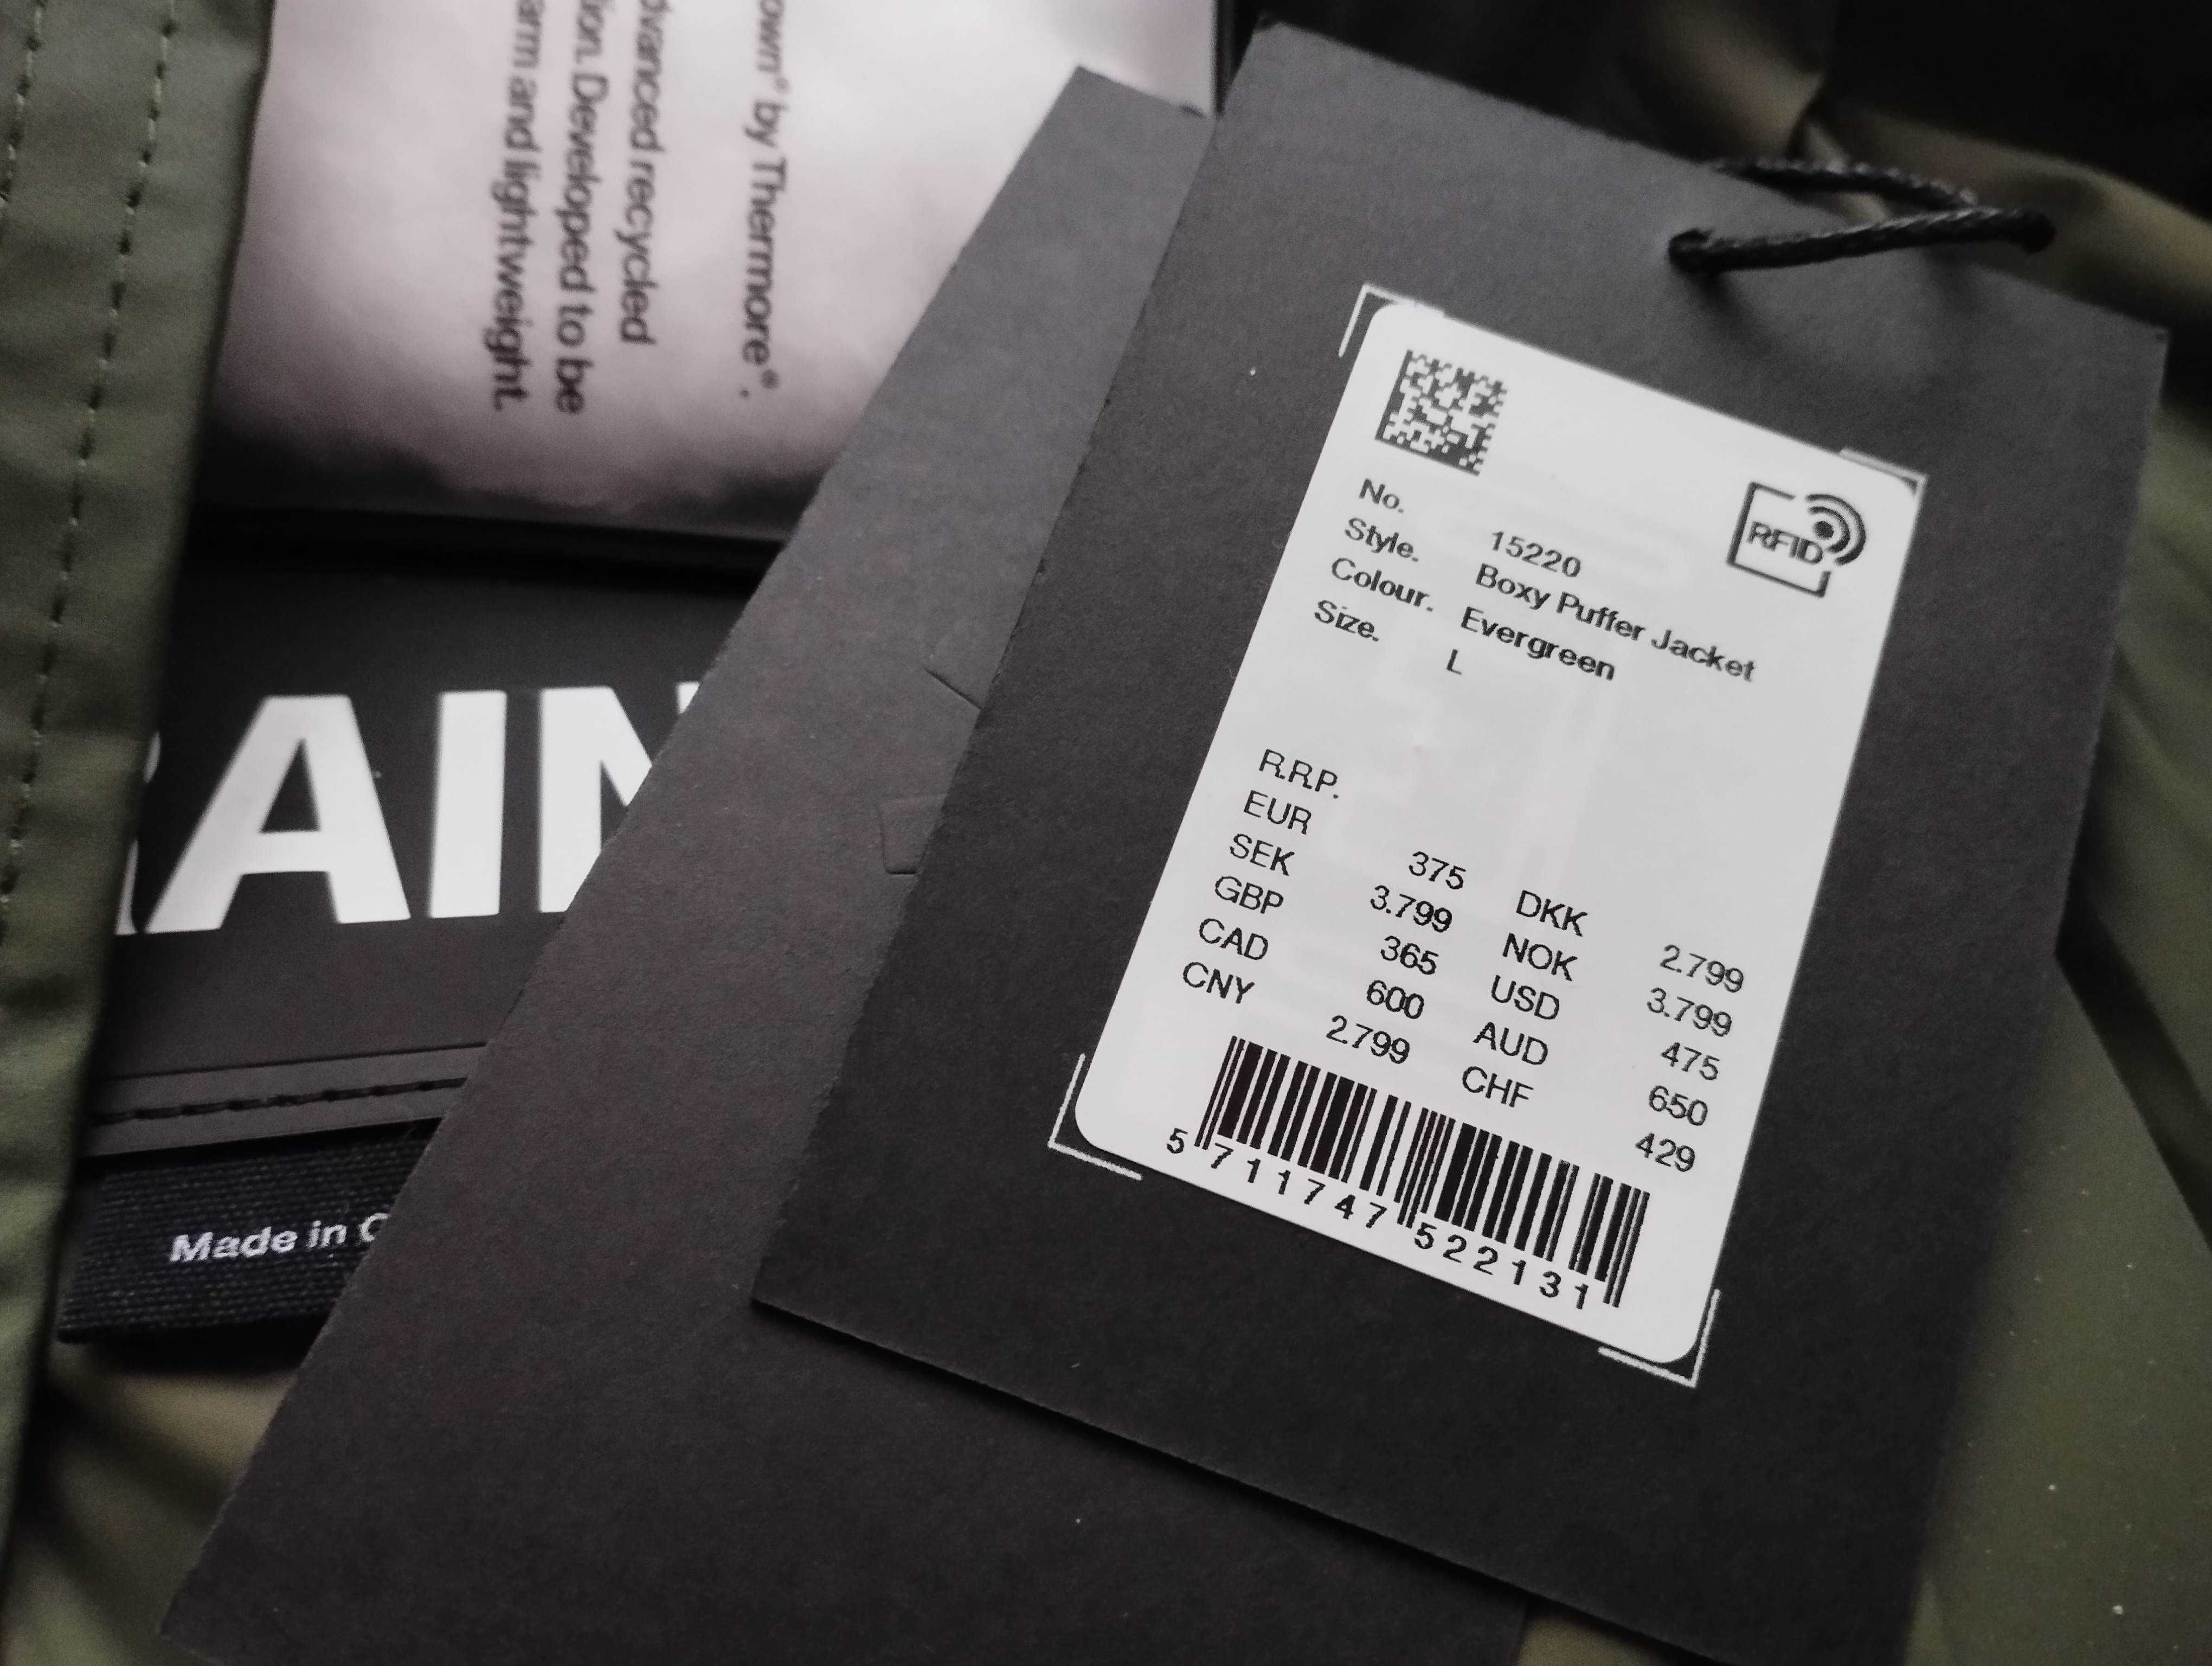 own® by Thermore®.
dvanced recycled
tion. Developed to be
arm and lightweight.
RAIN
Made in
RFID
No. 15220
Style. Boxy Puffer Jacket
Colour. Evergreen
Size. L
R.R.P.
EUR 375 DKK 2.799
SEK 3.799 NOK 3.799
GBP 365 USD 475
CAD 600 AUD 650
CNY 2.799 CHF 429
5 711747 522131